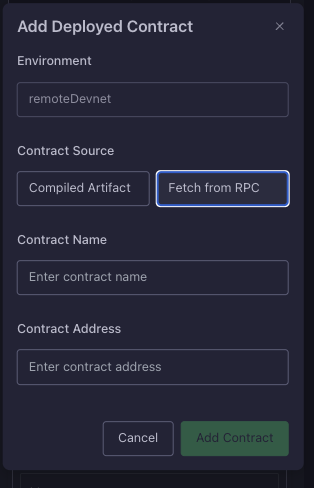 Add Deployed Contract ×
Environment
remoteDevnet
Contract Source
Compiled Artifact Fetch from RPC
Contract Name
Enter contract name
Contract Address
Enter contract address
Cancel Add Contract